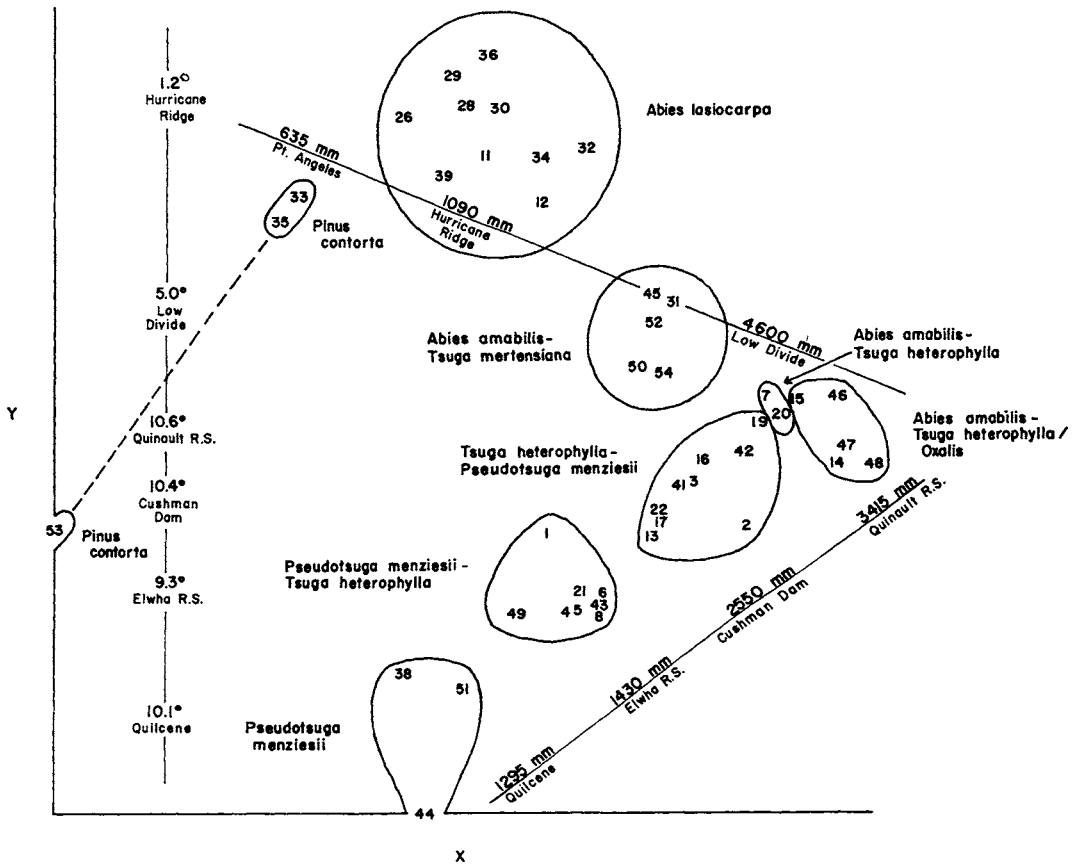 36
29
1.2°
Hurricane
Ridge
28
30
26
Abies lasiocarpa
635 mm
Pt. Angeles
11
34
32
39
1090 mm
Hurricane
Ridge
12
33
35
Pinus
contorta
5.0°
Low
Divide
45
31
52
4600 mm
Low Divide
Abies amabilis-
Tsuga mertensiana
50
54
Abies amabilis-
Tsuga heterophylla
7
20
15
46
47
14
48
Abies amabilis-
Tsuga heterophylla/
Oxalis
Y
10.6°
Quinault R.S.
Tsuga heterophylla-
Pseudotsuga menziesii
19
42
16
41
3
22
17
13
2
10.4°
Cushman
Dam
3415 mm
Quinault R.S.
53
Pinus
contorta
1
Pseudotsuga menziesii-
Tsuga heterophylla
9.3°
Elwha R.S.
21
6
49
4
5
43
8
2550 mm
Cushman Dam
38
51
1430 mm
Elwha R.S.
10.1°
Quilcene
Pseudotsuga
menziesii
1295 mm
Quilcene
44
X